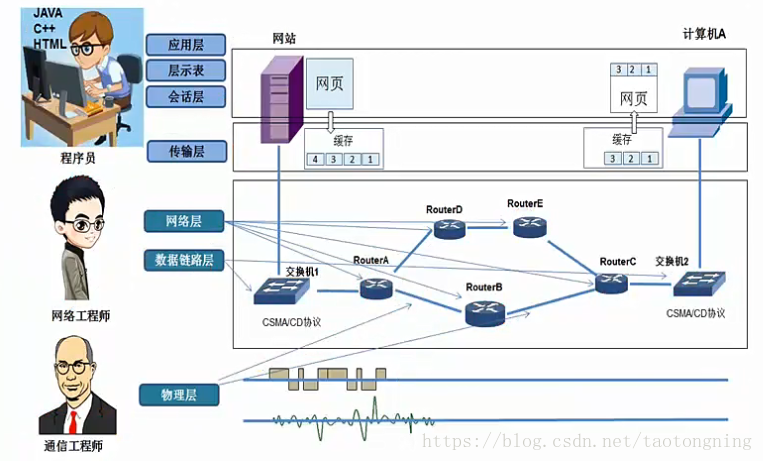 JAVA
C++
HTML
程序员
应用层
层示表
会话层
传输层
网站
网页
缓存
4 3 2 1
计算机A
3 2 1
网页
缓存
3 2 1
网络工程师
网络层
数据链路层
RouterD
RouterE
RouterA
RouterB
RouterC
交换机1
CSMA/CD协议
交换机2
CSMA/CD协议
通信工程师
物理层
https://blog.csdn.net/taotongning